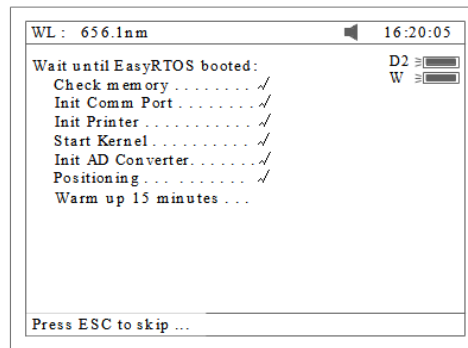 WL: 656.1nm 16:20:05
Wait until EasyRTOS booted: D2
Check memory ........ √ W
Init Comm Port ........ √
Init Printer ........... √
Start Kernel ........... √
Init AD Converter....... √
Positioning ........... √
Warm up 15 minutes ...
Press ESC to skip ...